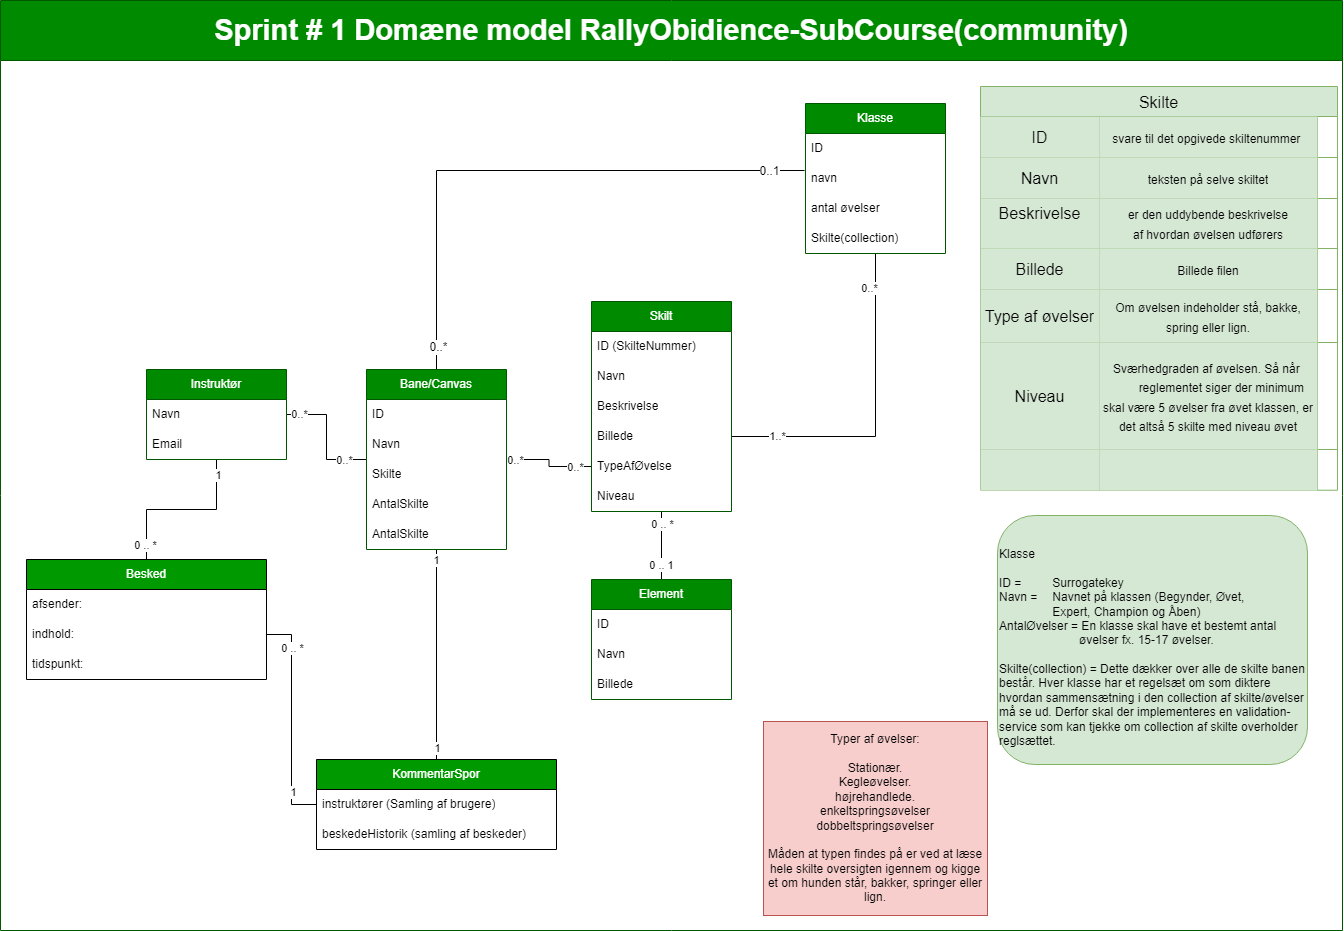 Sprint # 1 Domæne model RallyObidience-SubCourse(community)
Klasse
ID
navn
antal øvelser
Skilte(collection)
0..1
0..*
0..*
Skilt
ID (SkilteNummer)
Navn
Beskrivelse
Billede
TypeAfØvelse
Niveau
1..*
Instruktør
Navn
Email
0..*
0..*
1
Bane/Canvas
ID
Navn
Skilte
AntalSkilte
AntalSkilte
0..*
0..*
1
0 .. *
0 .. 1
Element
ID
Navn
Billede
0 .. *
Besked
afsender:
indhold:
tidspunkt:
0 .. *
1
1
KommentarSpor
instruktører (Samling af brugere)
beskedeHistorik (samling af beskeder)
Skilte
ID
svare til det opgivede skiltenummer
Navn
teksten på selve skiltet
Beskrivelse
er den uddybende beskrivelse
af hvordan øvelsen udførers
Billede
Billede filen
Type af øvelser
Om øvelsen indeholder stå, bakke,
spring eller lign.
Niveau
Sværhedgraden af øvelsen. Så når
reglementet siger der minimum
skal være 5 øvelser fra øvet klassen, er
det altså 5 skilte med niveau øvet
Klasse
ID = Surrogatekey
Navn = Navnet på klassen (Begynder, Øvet,
Expert, Champion og Åben)
AntalØvelser = En klasse skal have et bestemt antal
øvelser fx. 15-17 øvelser.
Skilte(collection) = Dette dækker over alle de skilte banen
består. Hver klasse har et regelsæt om som diktere
hvordan sammensætning i den collection af skilte/øvelser
må se ud. Derfor skal der implementeres en validation-
service som kan tjekke om collection af skilte overholder
reglsættet.
Typer af øvelser:
Stationær.
Kegleøvelser.
højrehandlede.
enkeltspringsøvelser
dobbeltspringsøvelser
Måden at typen findes på er ved at læse
hele skilte oversigten igennem og kigge
et om hunden står, bakker, springer eller
lign.